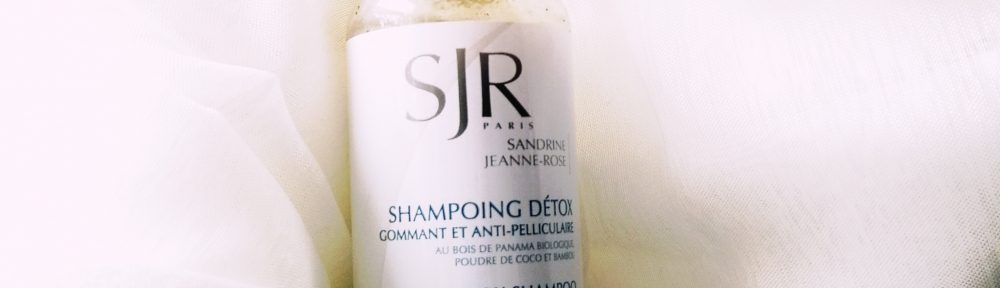 SJR
PARIS
SANDRINE
JEANNE-ROSE
SHAMPOING DÉTOX
GOMMANT ET ANTI-PELLICULAIRE
AU BOIS DE PANAMA BIOLOGIQUE
POUDRE DE COCO ET BAMBOU
SHAMPOO